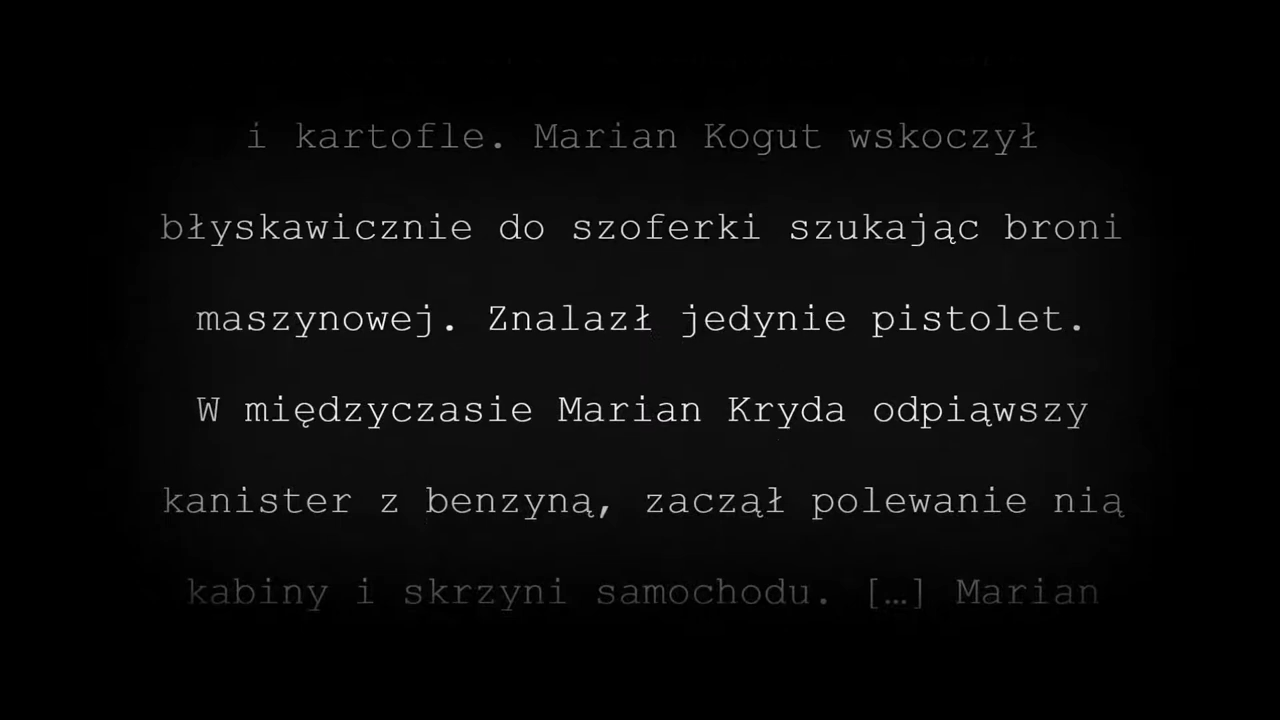 i kartofle. Marian Kogut wskoczył
błyskawicznie do szoferki szukając broni
maszynowej. Znalazł jedynie pistolet.
W międzyczasie Marian Kryda odpiąwszy
kanister z benzyną, zaczął polewanie nią
kabiny i skrzyni samochodu. […] Marian